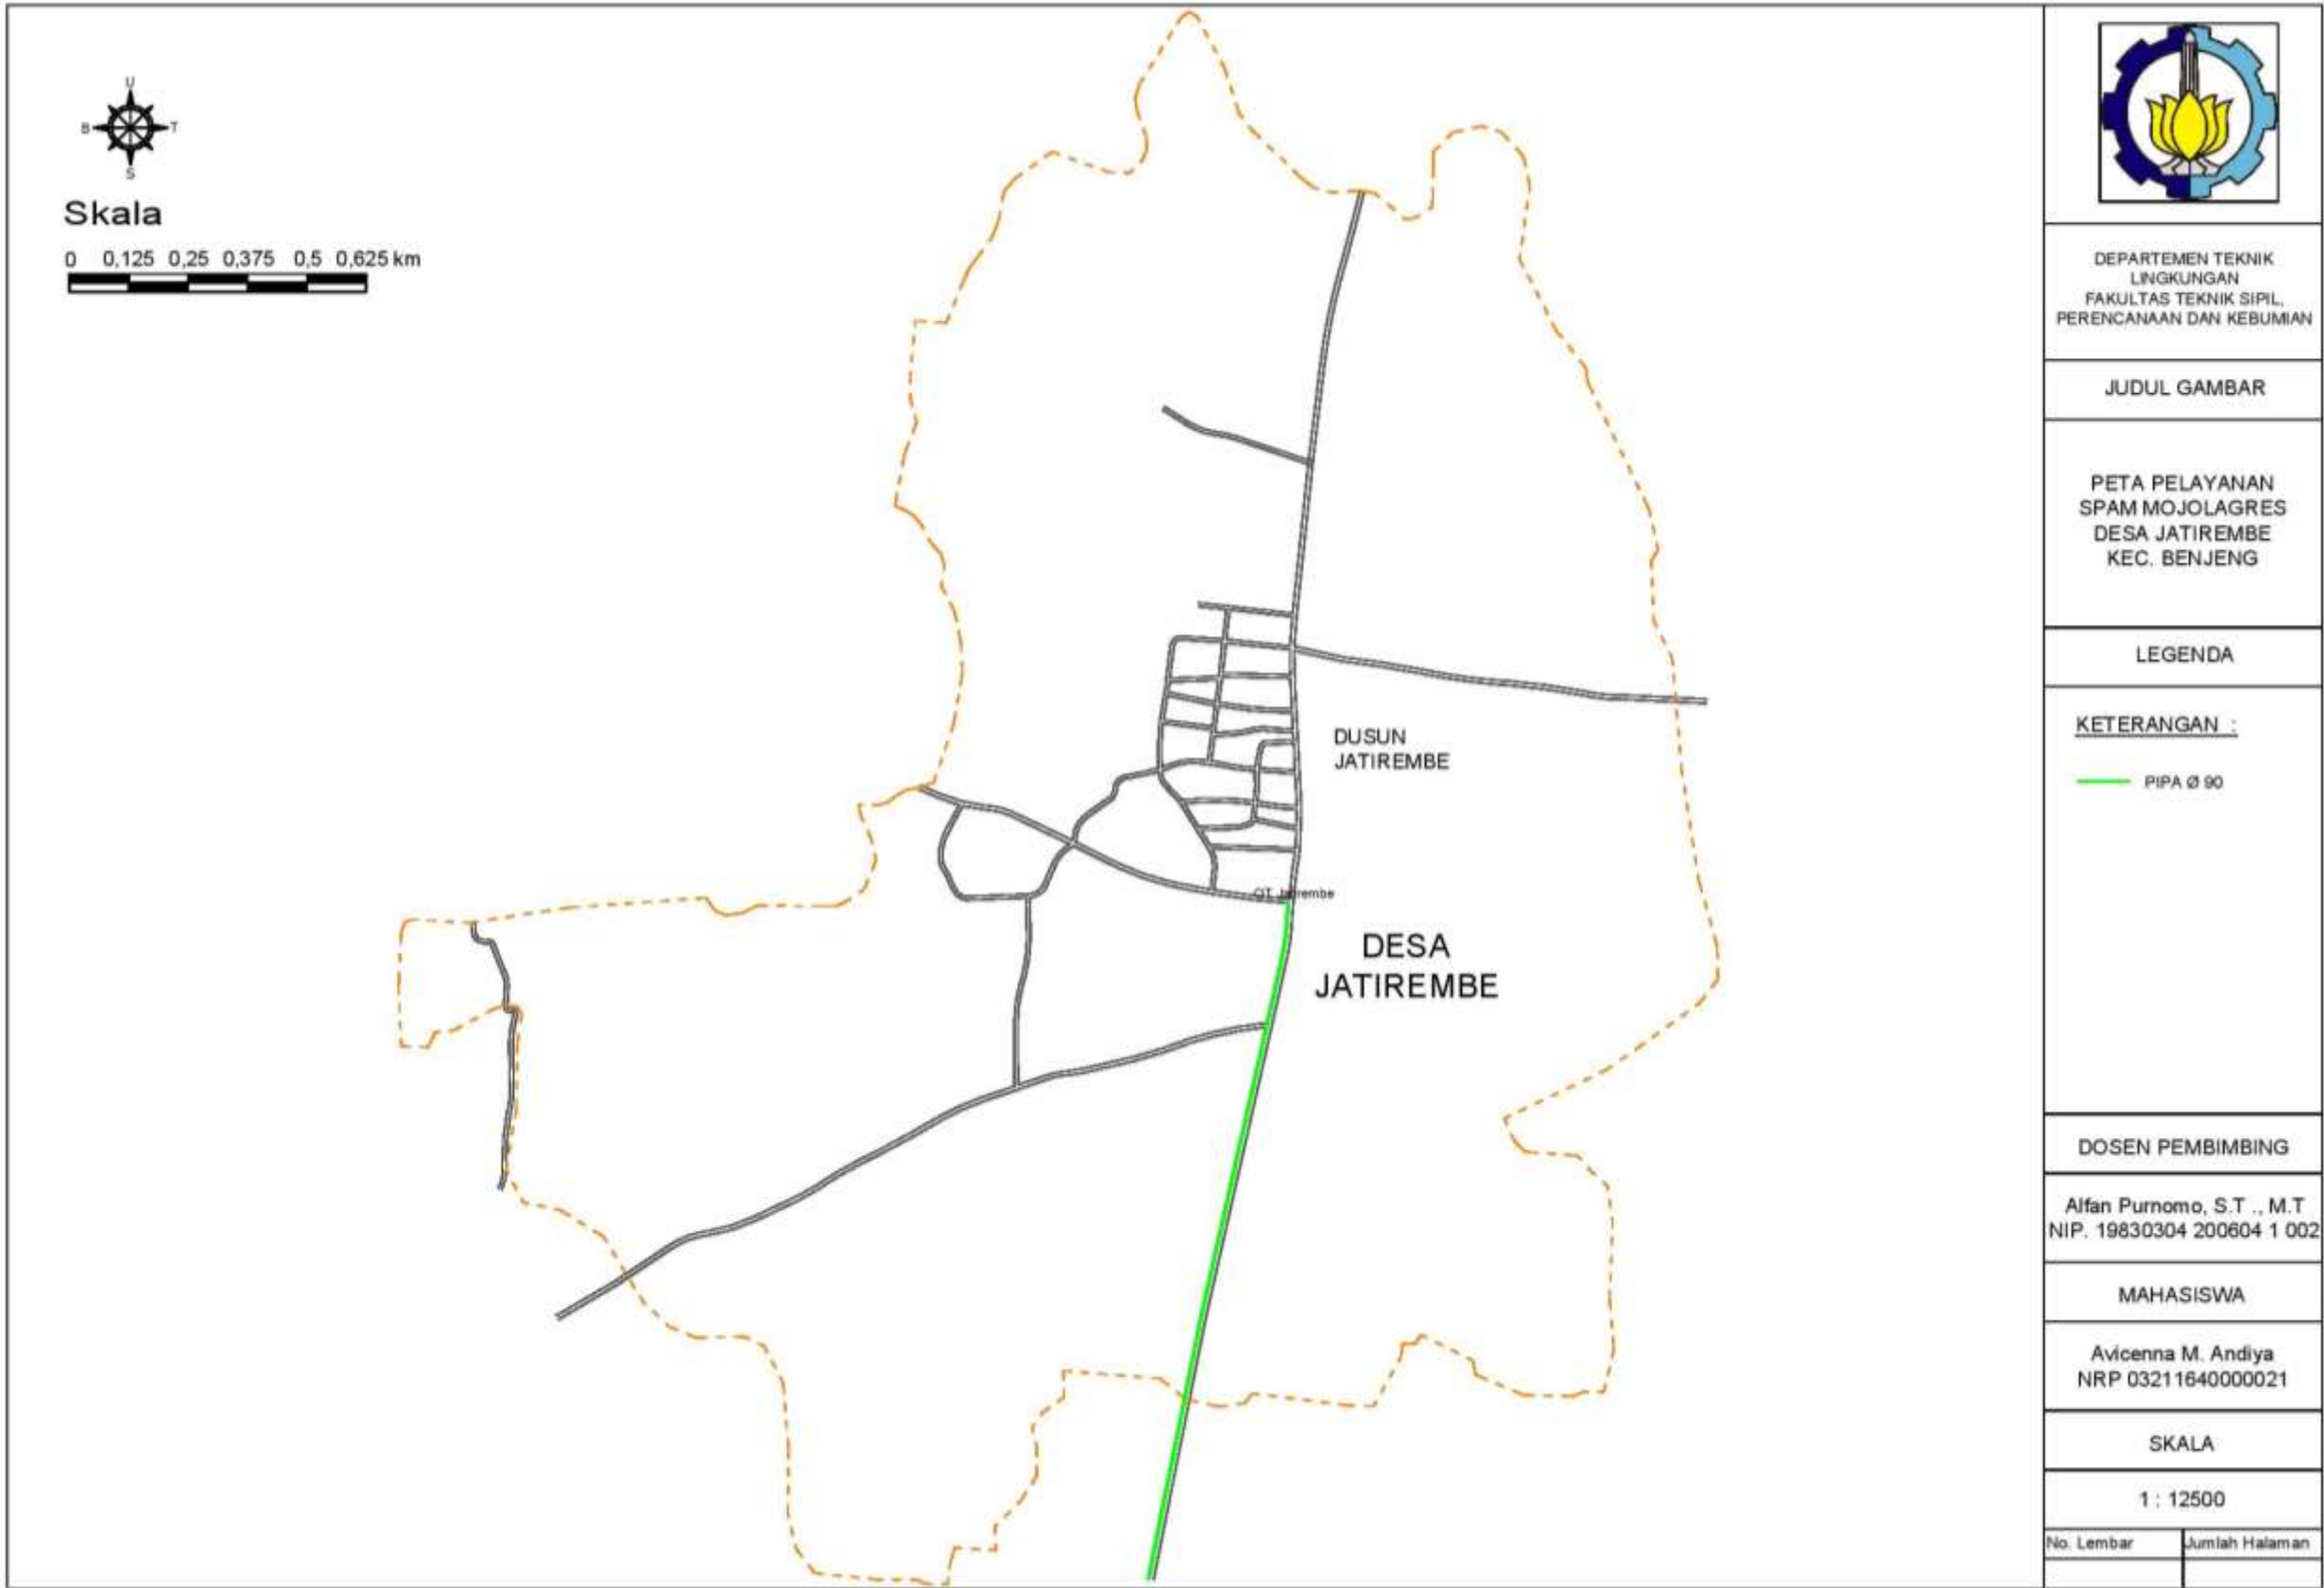 U
B
T
S
Skala
0 0,125 0,25 0,375 0,5 0,625 km
DUSUN
JATIREMBE
OT. Jatirembe
DESA
JATIREMBE
DEPARTEMEN TEKNIK
LINGKUNGAN
FAKULTAS TEKNIK SIPIL,
PERENCANAAN DAN KEBUMIAN
JUDUL GAMBAR
PETA PELAYANAN
SPAM MOJOLAGRES
DESA JATIREMBE
KEC. BENJENG
LEGENDA
KETERANGAN :
PIPA Ø 90
DOSEN PEMBIMBING
Alfan Purnomo, S.T ., M.T
NIP. 19830304 200604 1 002
MAHASISWA
Avicenna M. Andiya
NRP 03211640000021
SKALA
1 : 12500
No. Lembar
Jumlah Halaman